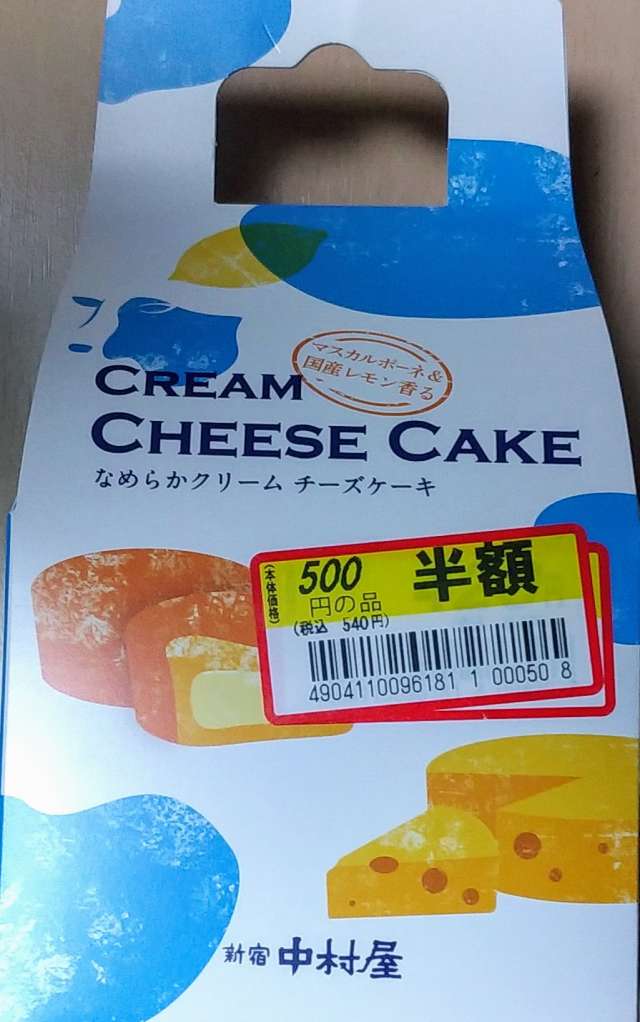 マスカルポーネ&
国産レモン香る
CREAM
CHEESE CAKE
なめらかクリーム チーズケーキ
(本体価格)
500
円の品
(税込 540円)
半額
4904110096181 1 00050 8
新宿 中村屋